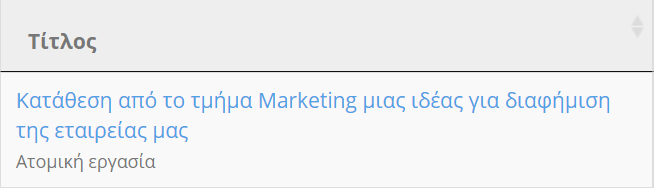 Τίτλος
Κατάθεση από το τμήμα Marketing μιας ιδέας για διαφήμιση
της εταιρείας μας
Ατομική εργασία